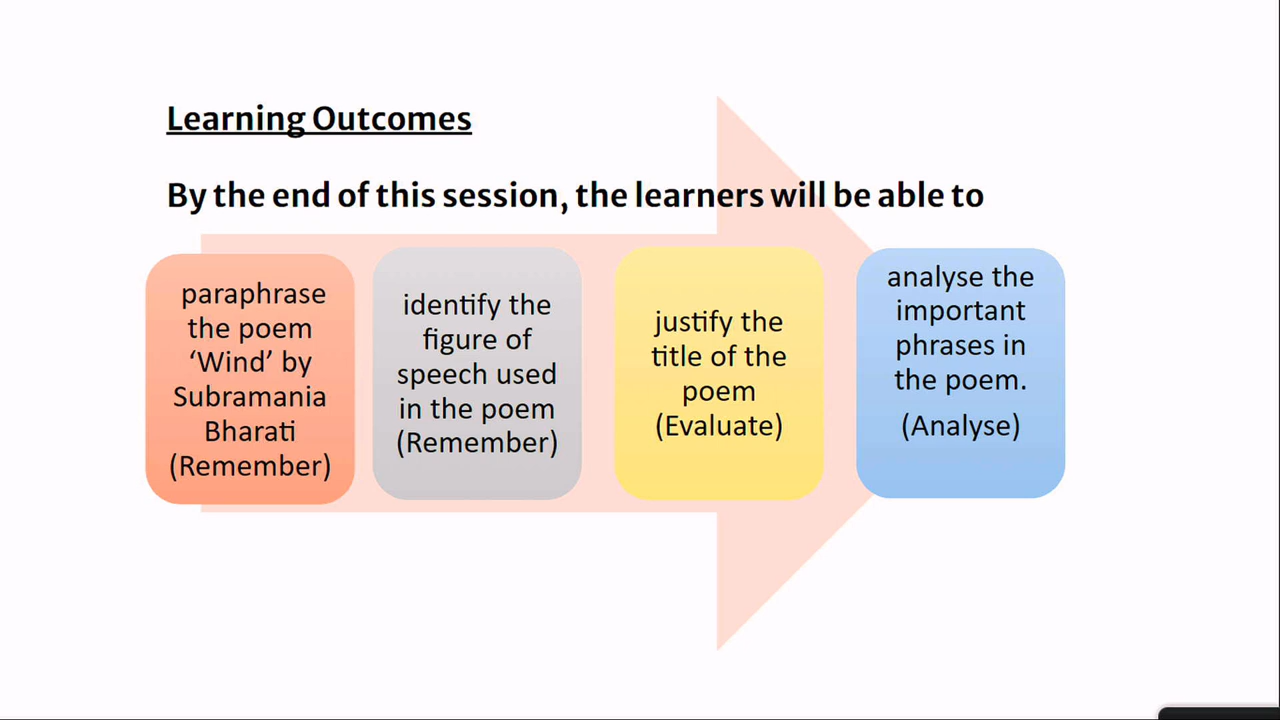 Learning Outcomes
By the end of this session, the learners will be able to
paraphrase
the poem
‘Wind’ by
Subramania
Bharati
(Remember)
identify the
figure of
speech used
in the poem
(Remember)
justify the
title of the
poem
(Evaluate)
analyse the
important
phrases in
the poem.
(Analyse)